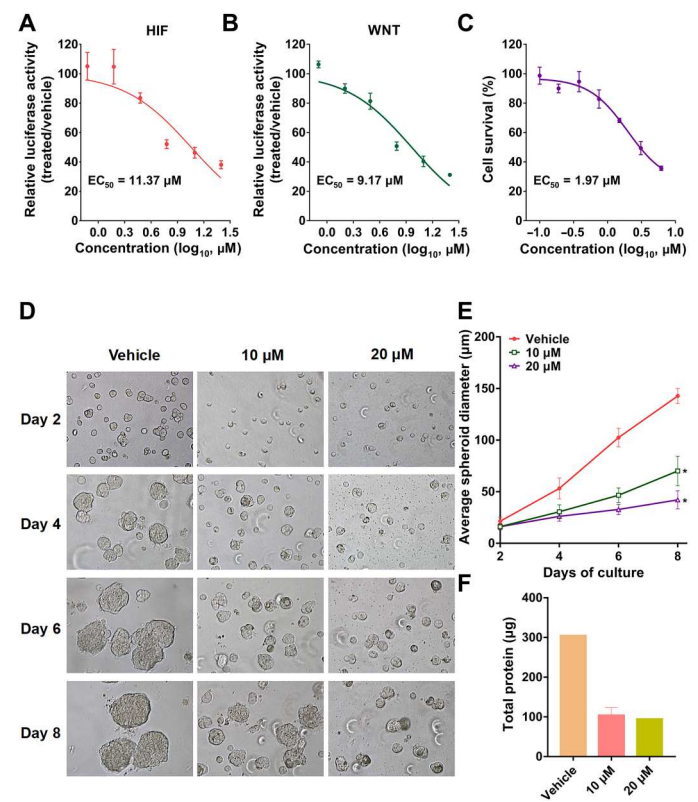 A
HIF
Relative luciferase activity
(treated/vehicle)
120
100
80
60
40
20
0
EC50 = 11.37 µM
0.0 0.3 0.6 0.9 1.2 1.5
Concentration (log10, µM)
B
WNT
Relative luciferase activity
(treated/vehicle)
120
100
80
60
40
20
0
EC50 = 9.17 µM
0.0 0.3 0.6 0.9 1.2 1.5
Concentration (log10, µM)
C
Cell survival (%)
120
100
80
60
40
20
0
EC50 = 1.97 µM
−1.0 −0.5 0.0 0.5 1.0
Concentration (log10, µM)
D
Vehicle 10 µM 20 µM
Day 2
Day 4
Day 6
Day 8
E
Average spheroid diameter (µm)
200
150
100
50
0
Vehicle
10 µM
20 µM
*
*
2 4 6 8
Days of culture
F
Total protein (µg)
400
300
200
100
0
Vehicle
10 µM
20 µM